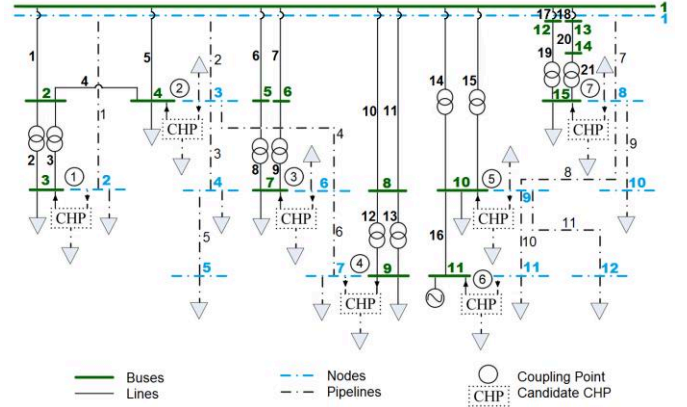 1
1
17 18
12 13
1 5 2 6 7 20 7
14
19 21
4 2 14 15 15 7 8
2 4 3 5 6
1 CHP 4 10 11 CHP
2 3 3 8 9 9
1 2 4 3 6 5 8
3 7 8 10 9 10
CHP CHP 12 13 CHP 11
5 6 16 10
4 6
5 7 9 11 11 12
CHP CHP
Buses Nodes Coupling Point
Lines Pipelines CHP Candidate CHP